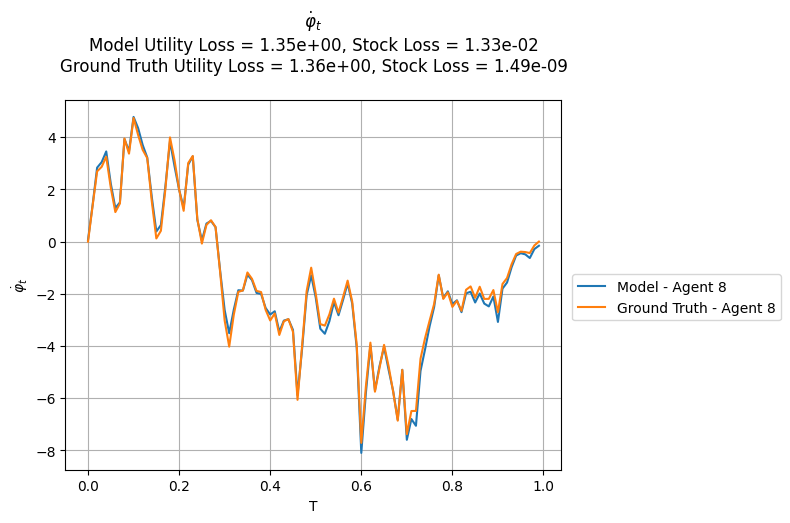 φ̇ₜ
Model Utility Loss = 1.35e+00, Stock Loss = 1.33e-02
Ground Truth Utility Loss = 1.36e+00, Stock Loss = 1.49e-09
4
2
0
−2
−4
−6
−8
φ̇ₜ
0.0 0.2 0.4 0.6 0.8 1.0
T
Model - Agent 8
Ground Truth - Agent 8